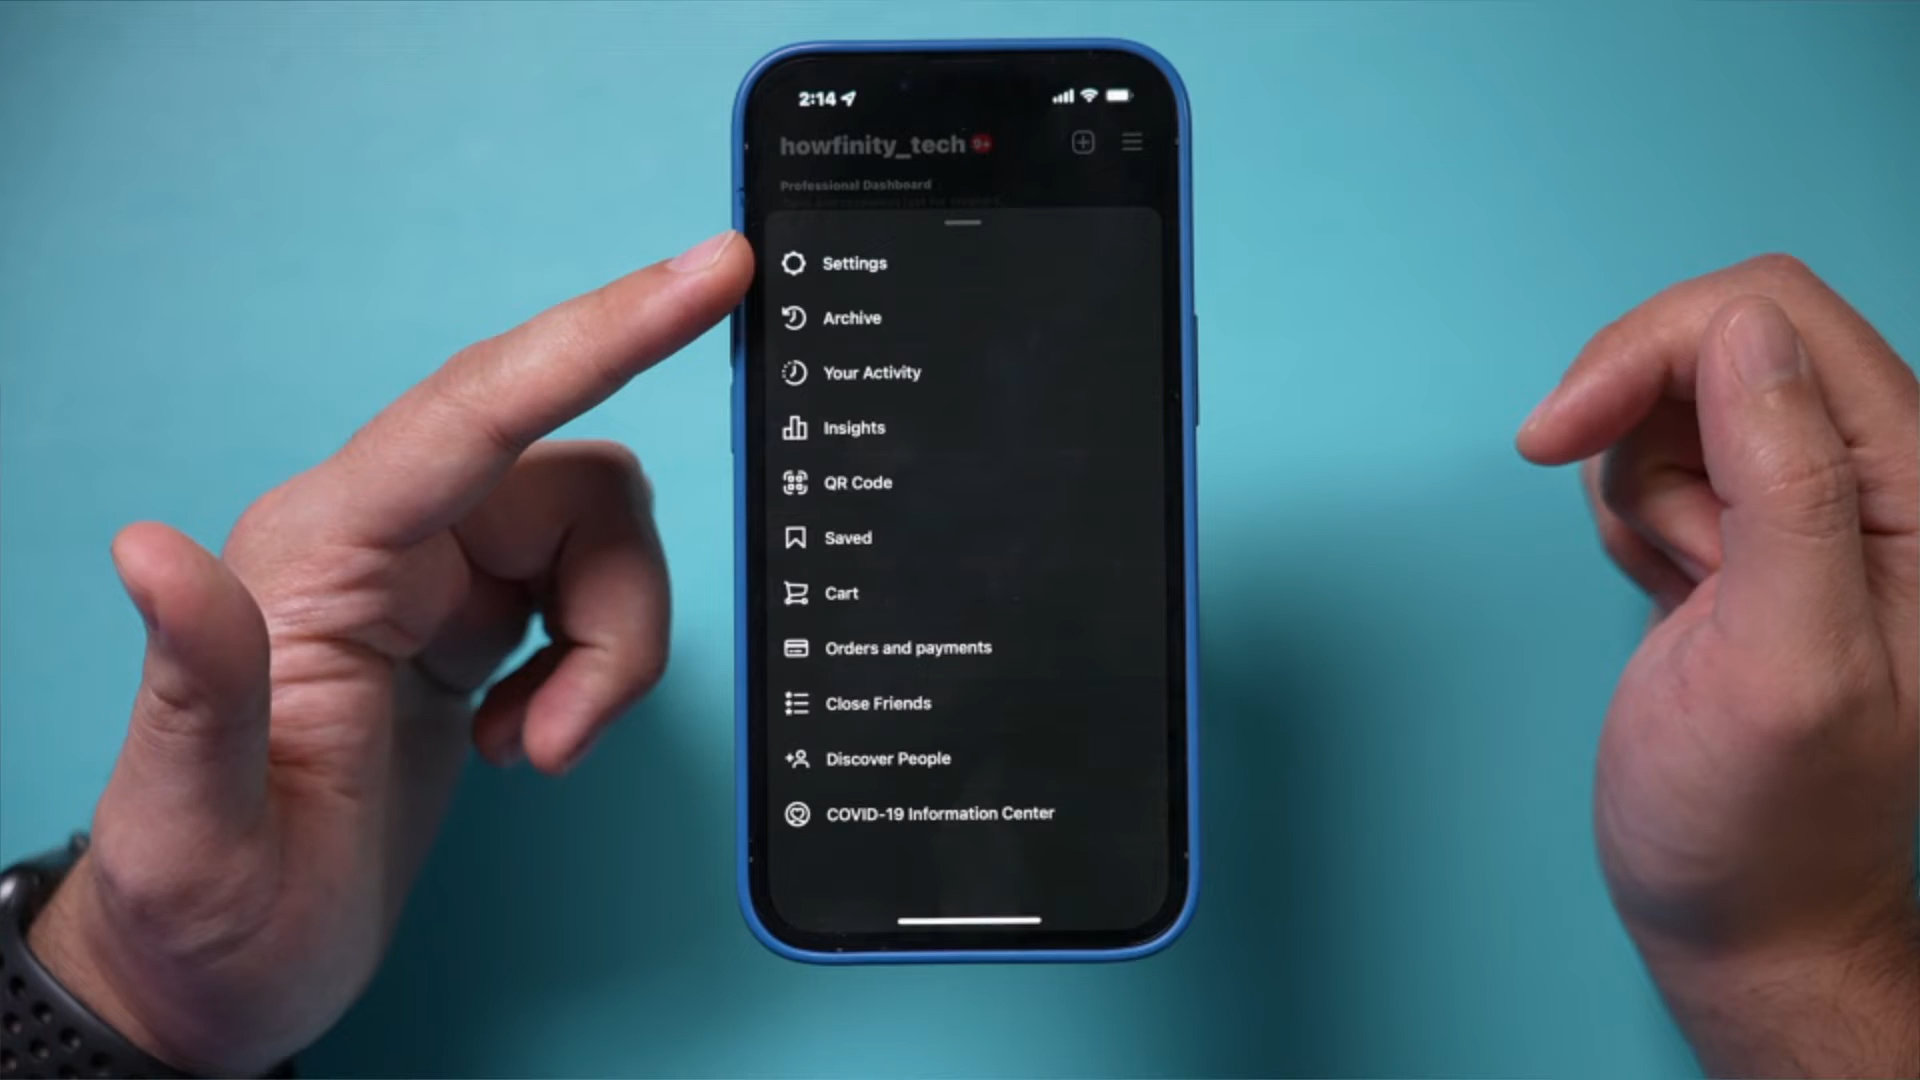 2:14
howfinity_tech 9+
Professional Dashboard
Settings
Archive
Your Activity
Insights
QR Code
Saved
Cart
Orders and payments
Close Friends
Discover People
COVID-19 Information Center